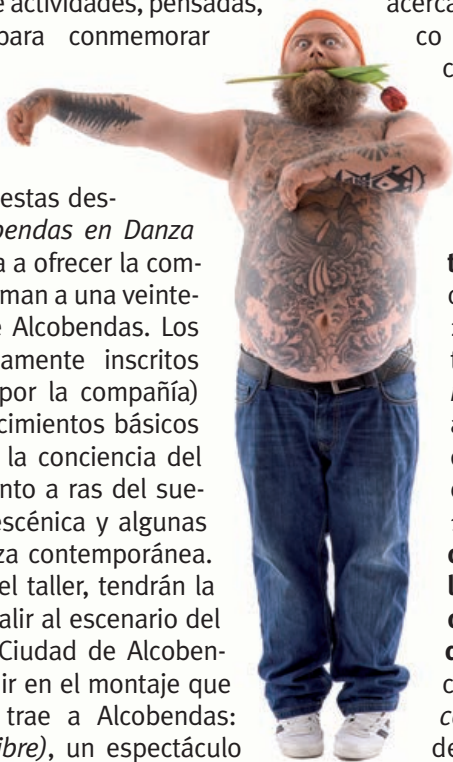 e actividades, pensadas,
para conmemorar
estas des-
bendas en Danza
a a ofrecer la com-
man a una veinte-
e Alcobendas. Los
amente inscritos
por la compañía)
cimientos básicos
la conciencia del
nto a ras del sue-
escénica y algunas
za contemporánea.
el taller, tendrán la
alir al escenario del
Ciudad de Alcoben-
ir en el montaje que
trae a Alcobendas:
ibre), un espectáculo
acerca
co
c
de